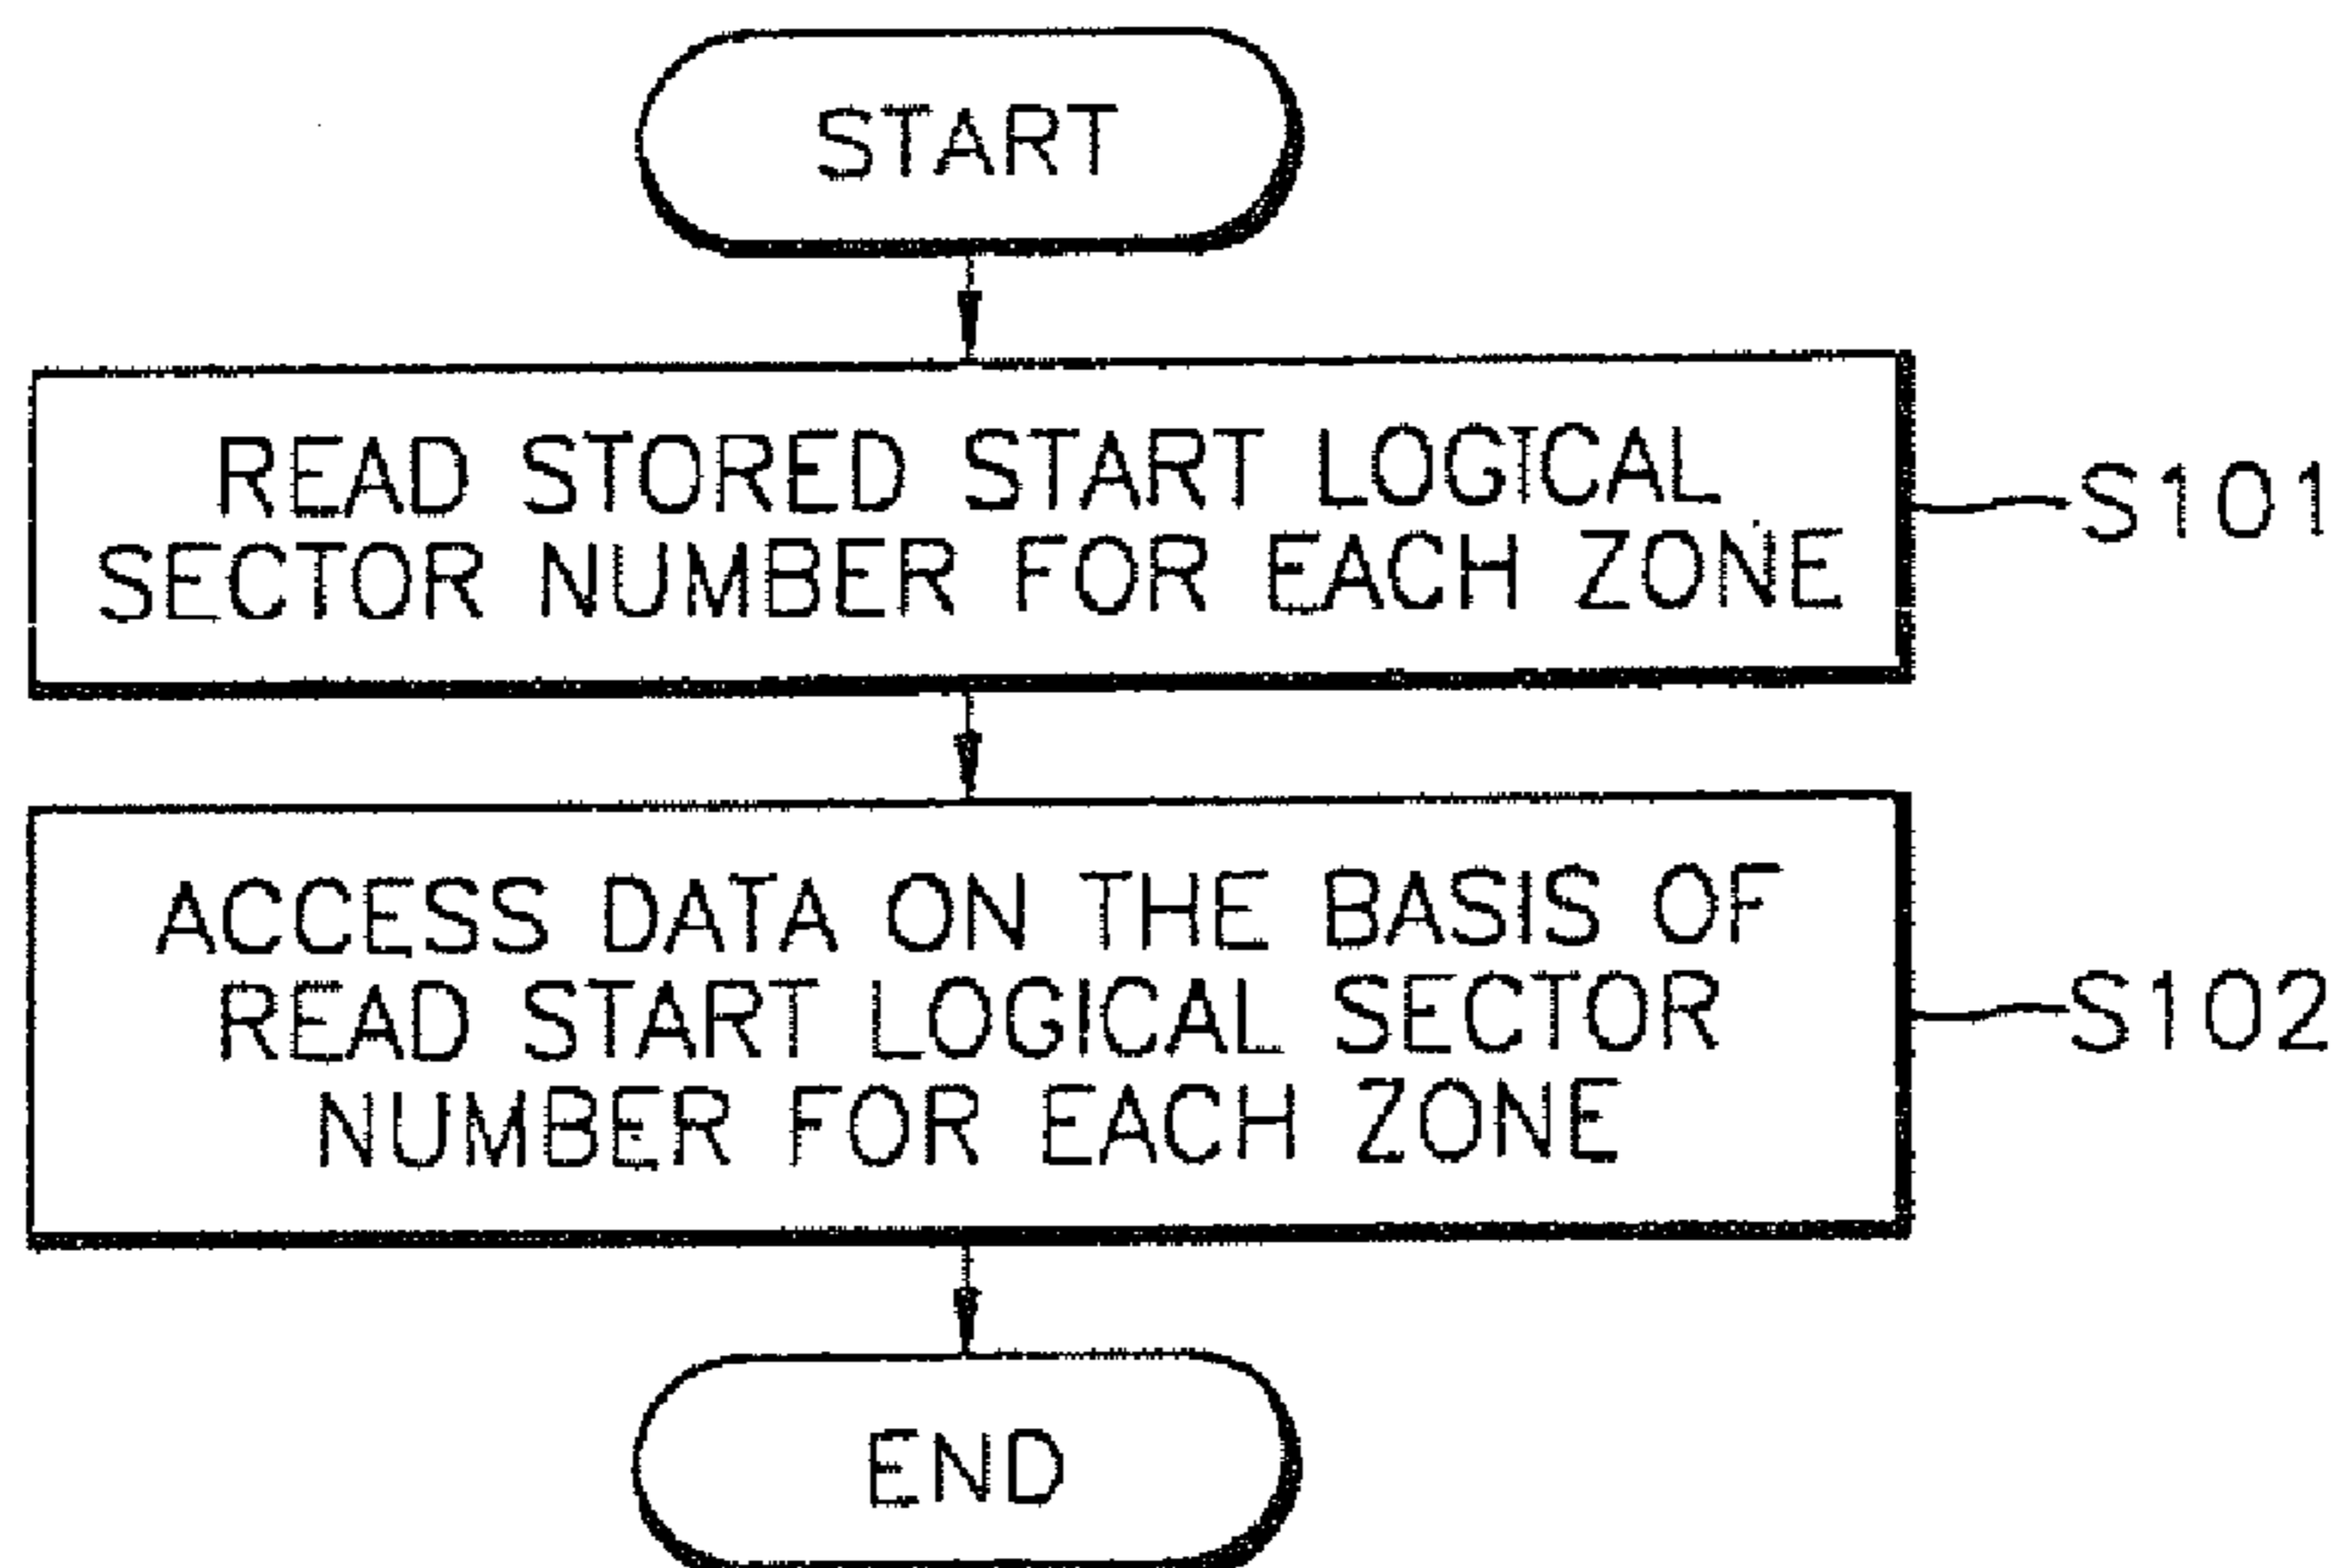 START
READ STORED START LOGICAL
SECTOR NUMBER FOR EACH ZONE
S101
ACCESS DATA ON THE BASIS OF
READ START LOGICAL SECTOR
NUMBER FOR EACH ZONE
S102
END